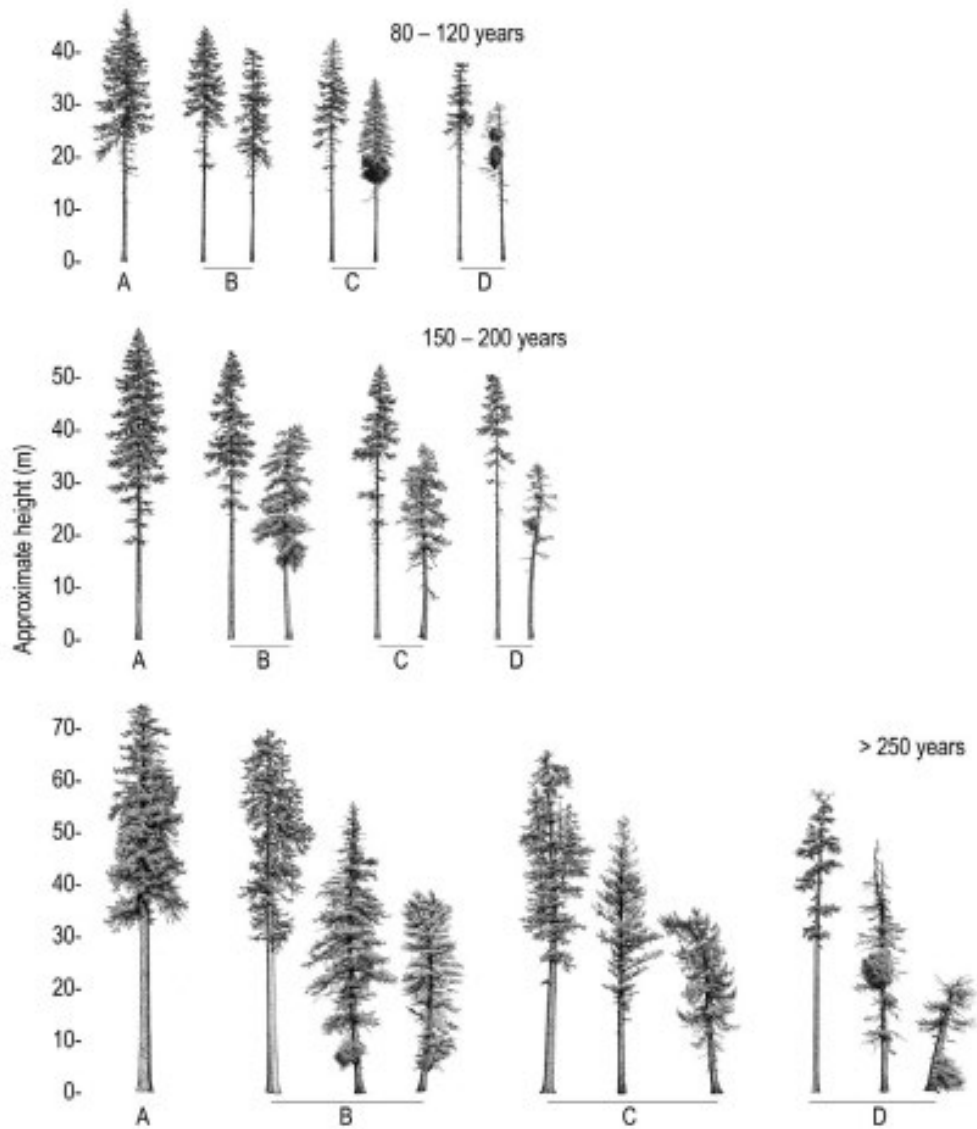 80 – 120 years
40-
30-
20-
10-
0-
A B C D
150 – 200 years
50-
40-
30-
20-
10-
0-
A B C D
Approximate height (m)
> 250 years
70-
60-
50-
40-
30-
20-
10-
0-
A B C D